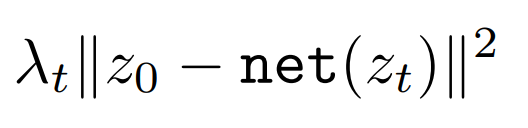 λ_t‖z_0 − net(z_t)‖^2